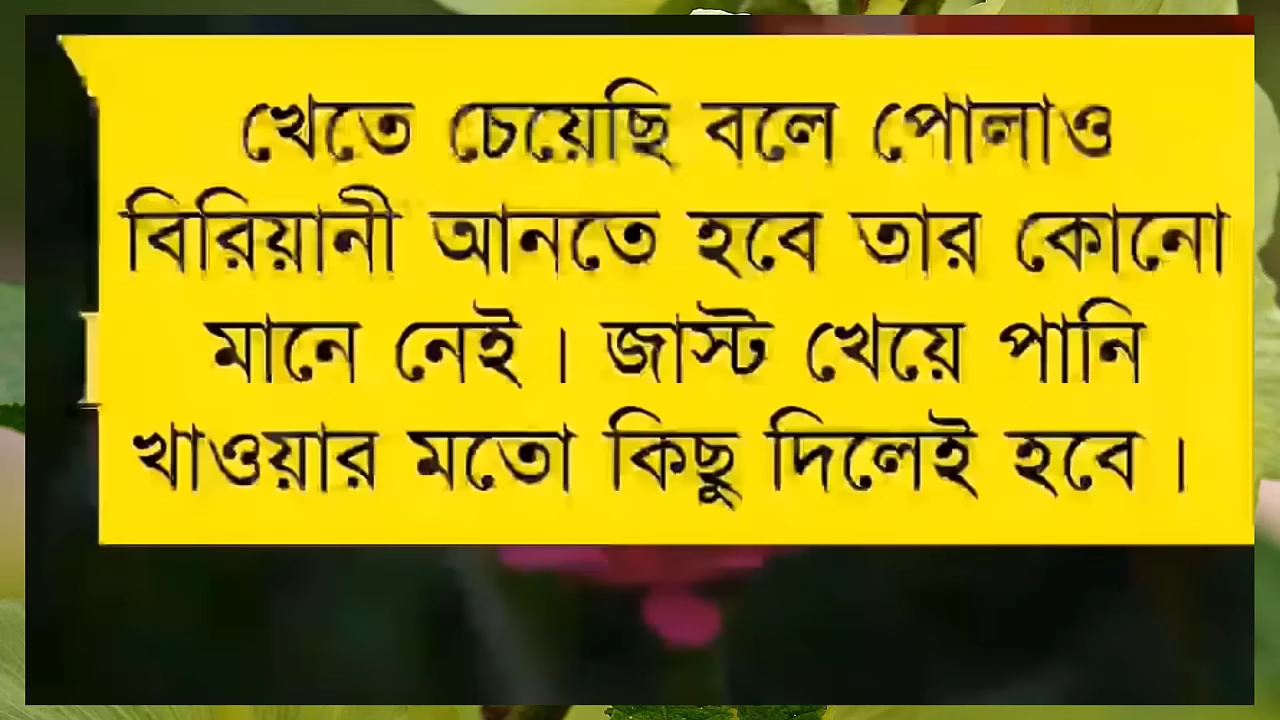 খেতে চেয়েছি বলে পোলাও
বিরিয়ানী আনতে হবে তার কোনো
মানে নেই। জাস্ট খেয়ে পানি
খাওয়ার মতো কিছু দিলেই হবে।